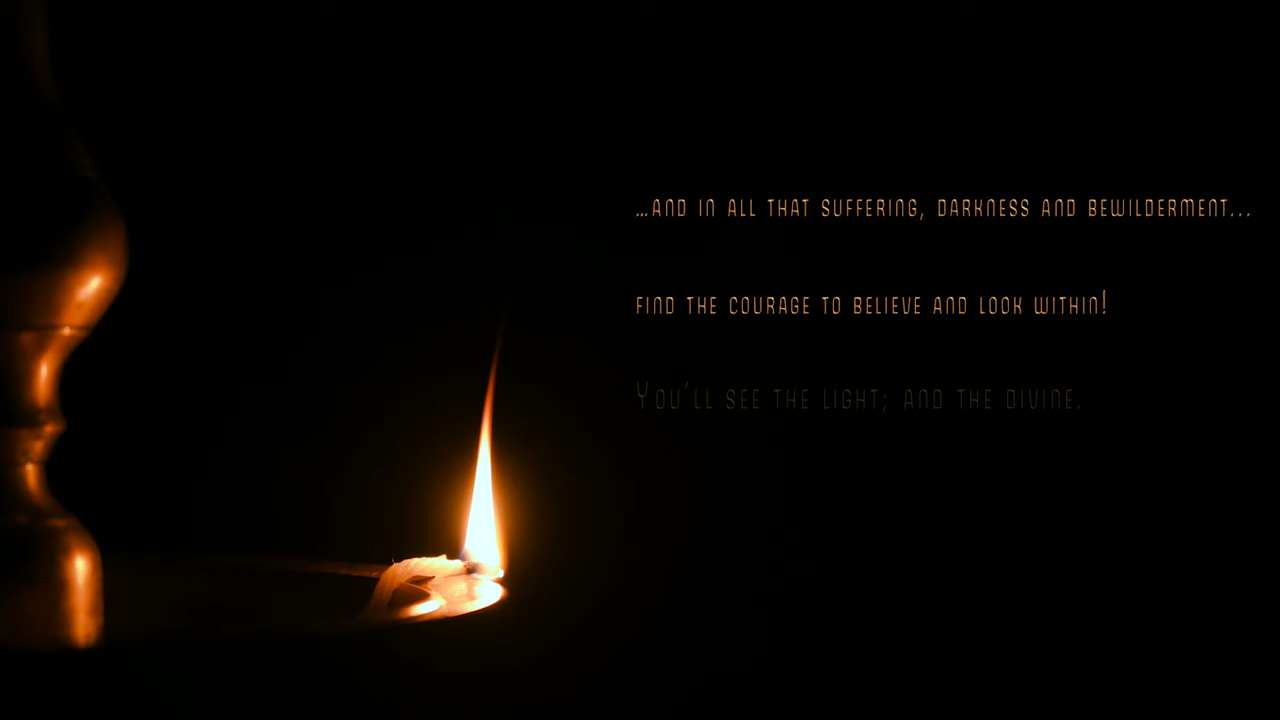 …and in all that suffering, darkness and bewilderment...
find the courage to believe and look within!
You'll see the light; and the divine.